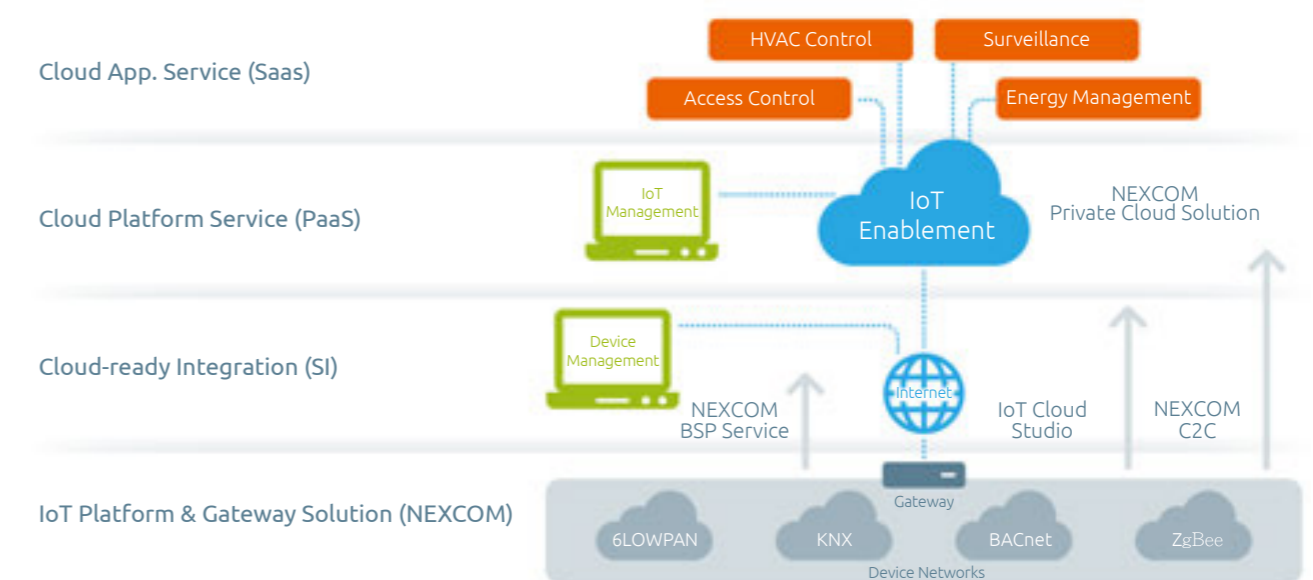 HVAC Control
Surveillance
Cloud App. Service (Saas)
Access Control
Energy Management
IoT
Management
IoT
Enablement
NEXCOM
Private Cloud Solution
Cloud Platform Service (PaaS)
Device
Management
Cloud-ready Integration (SI)
Internet
NEXCOM
BSP Service
IoT Cloud
Studio
NEXCOM
C2C
Gateway
IoT Platform & Gateway Solution (NEXCOM)
6LOWPAN
KNX
BACnet
ZgBee
Device Networks